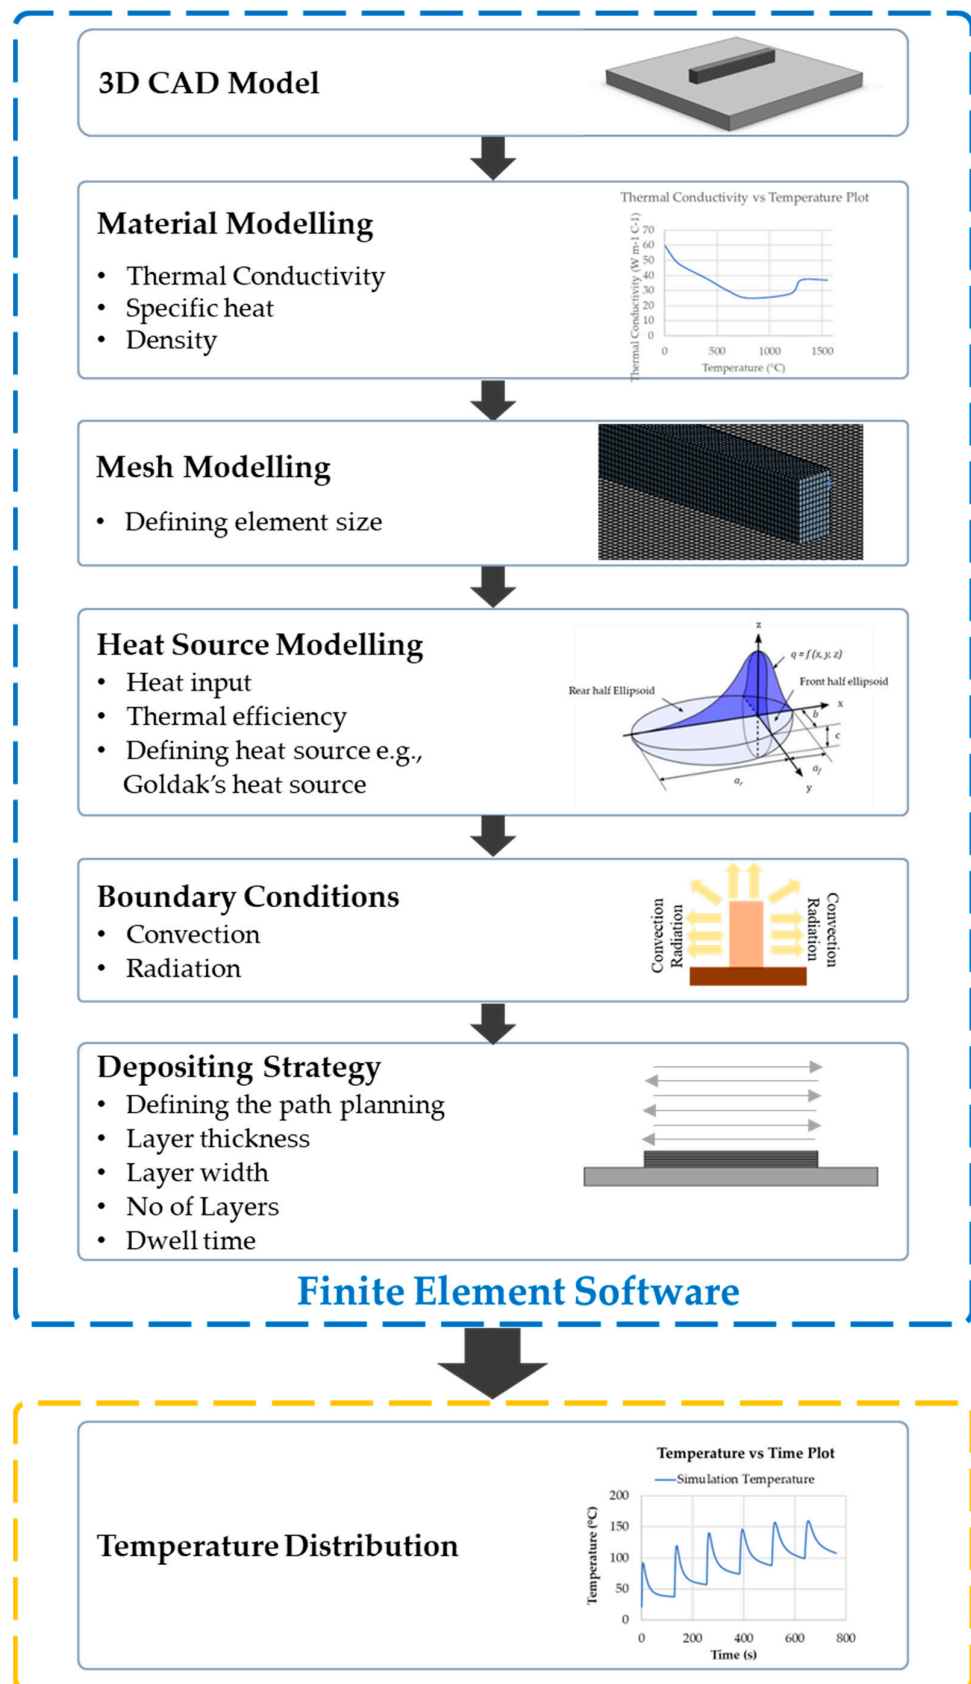 3D CAD Model
Material Modelling
• Thermal Conductivity
• Specific heat
• Density
Thermal Conductivity vs Temperature Plot
Thermal Conductivity (W m-1 C-1)
70
60
50
40
30
20
10
0
0 500 1000 1500
Temperature (°C)
Mesh Modelling
• Defining element size
Heat Source Modelling
• Heat input
• Thermal efficiency
• Defining heat source e.g.,
Goldak's heat source
z
q = f (x, y, z)
Rear half Ellipsoid
Front half ellipsoid
x
b
c
a_f
a_r
y
Boundary Conditions
• Convection
• Radiation
Convection
Radiation
Convection
Radiation
Depositing Strategy
• Defining the path planning
• Layer thickness
• Layer width
• No of Layers
• Dwell time
Finite Element Software
Temperature Distribution
Temperature vs Time Plot
Simulation Temperature
Temperature (°C)
200
150
100
50
0
0 200 400 600 800
Time (s)